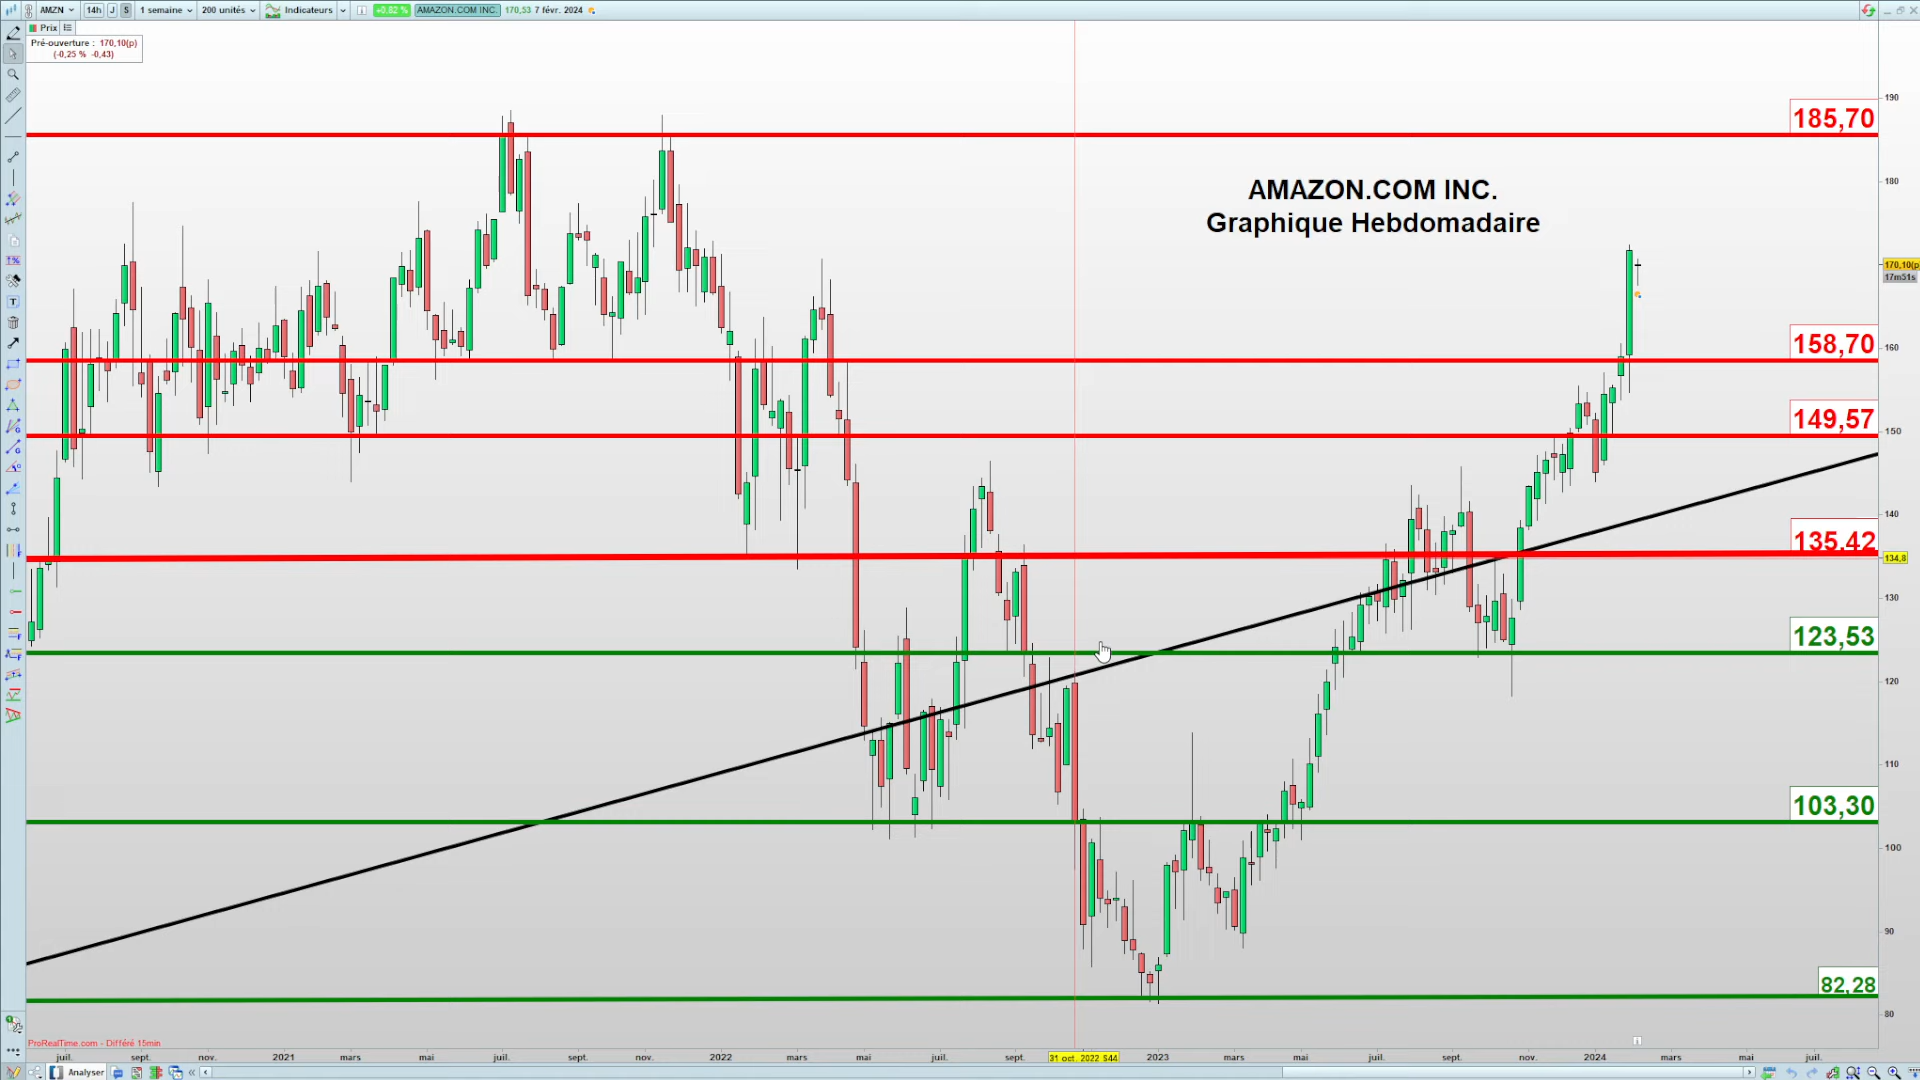 AMZN 14h J S 1 semaine 200 unités Indicateurs +0.82 % AMAZON.COM INC. 170,53 7 févr. 2024
Prix
Pré-ouverture : 170,10(p)
(-0,25 % -0,43)
190
185,70
180
AMAZON.COM INC.
Graphique Hebdomadaire
170,10(p
17m51s
160
158,70
150
149,57
140
135,42
134,8
130
123,53
120
110
103,30
100
90
82,28
80
ProRealTime.com - Différé 15min
juil. sept. nov. 2021 mars mai juil. sept. nov. 2022 mars mai juil. sept. 31 oct. 2022 S44 2023 mars mai juil. sept. nov. 2024 mars mai juil.
Analyser